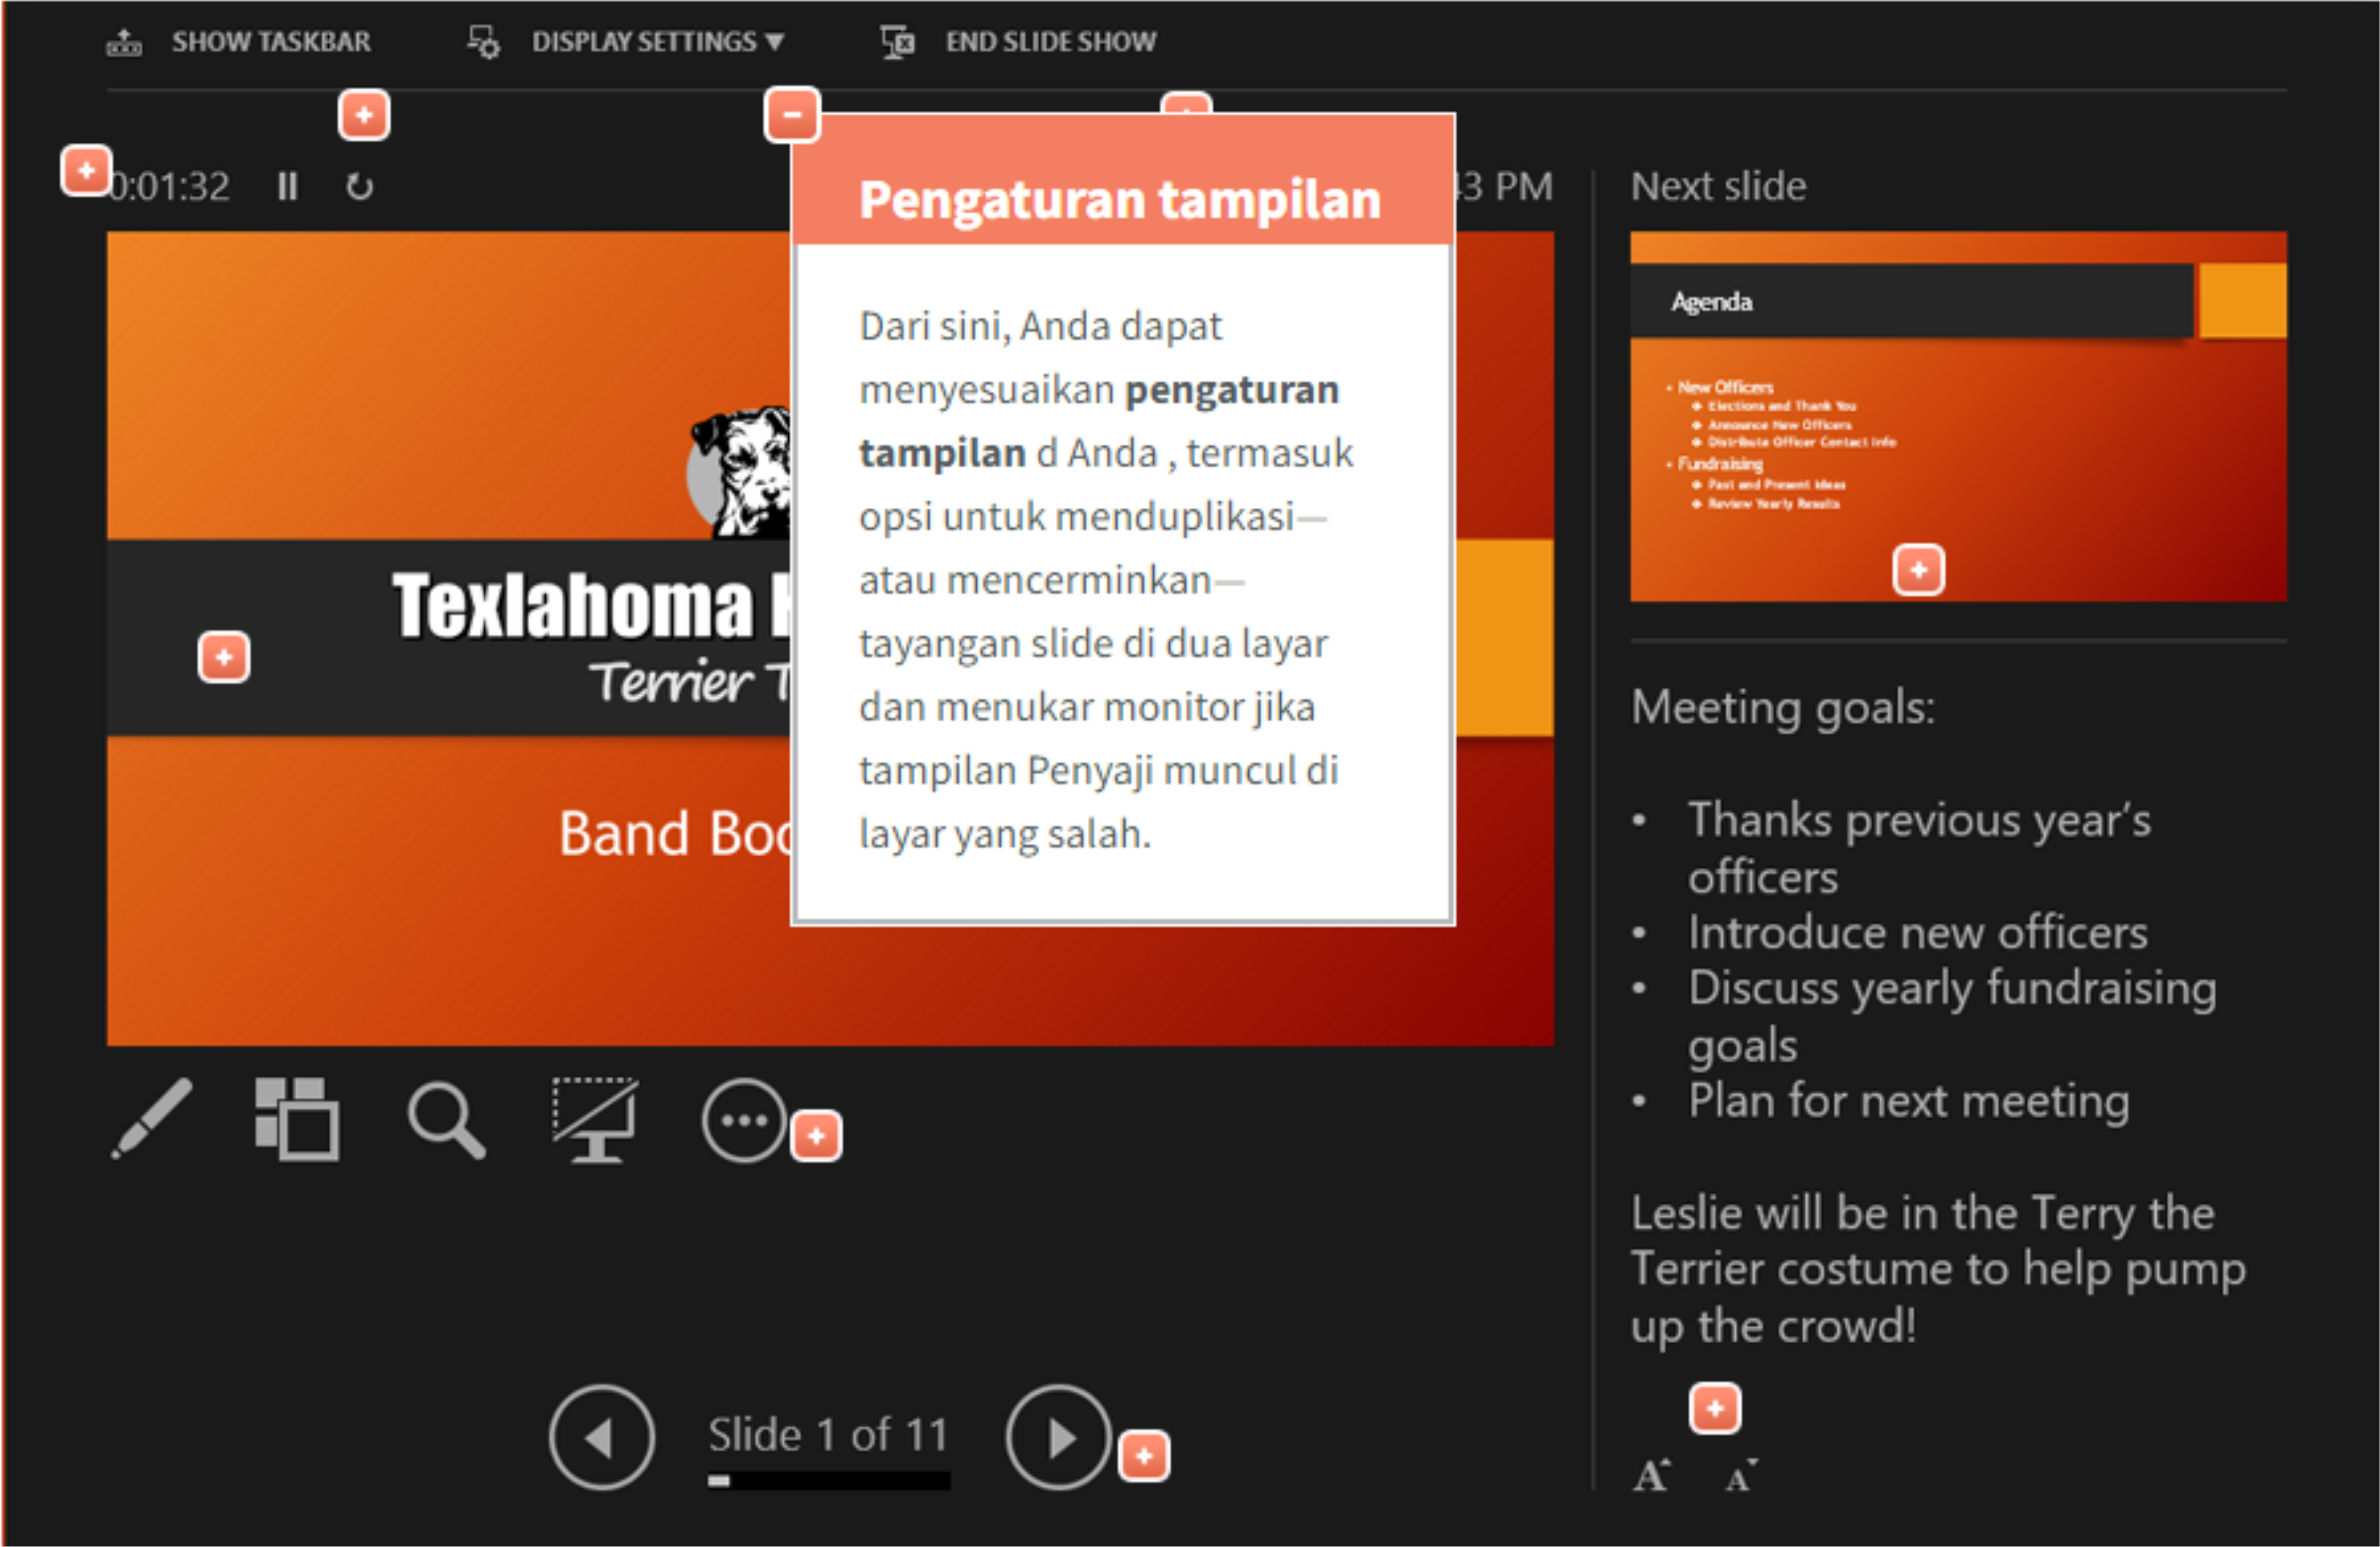 SHOW TASKBAR
DISPLAY SETTINGS ▼
END SLIDE SHOW
0:01:32
43 PM
Pengaturan tampilan
Dari sini, Anda dapat
menyesuaikan pengaturan
tampilan d Anda , termasuk
opsi untuk menduplikasi—
atau mencerminkan—
tayangan slide di dua layar
dan menukar monitor jika
tampilan Penyaji muncul di
layar yang salah.
Texlahoma
Terrier
Band
Slide 1 of 11
Next slide
Agenda
• New Officers
Elections and Thank You
Announce New Officers
Distribute Officer Contact Info
• Fundraising
Past and Present Ideas
Review Yearly Results
Meeting goals:
• Thanks previous year's
officers
• Introduce new officers
• Discuss yearly fundraising
goals
• Plan for next meeting
Leslie will be in the Terry the
Terrier costume to help pump
up the crowd!
A A